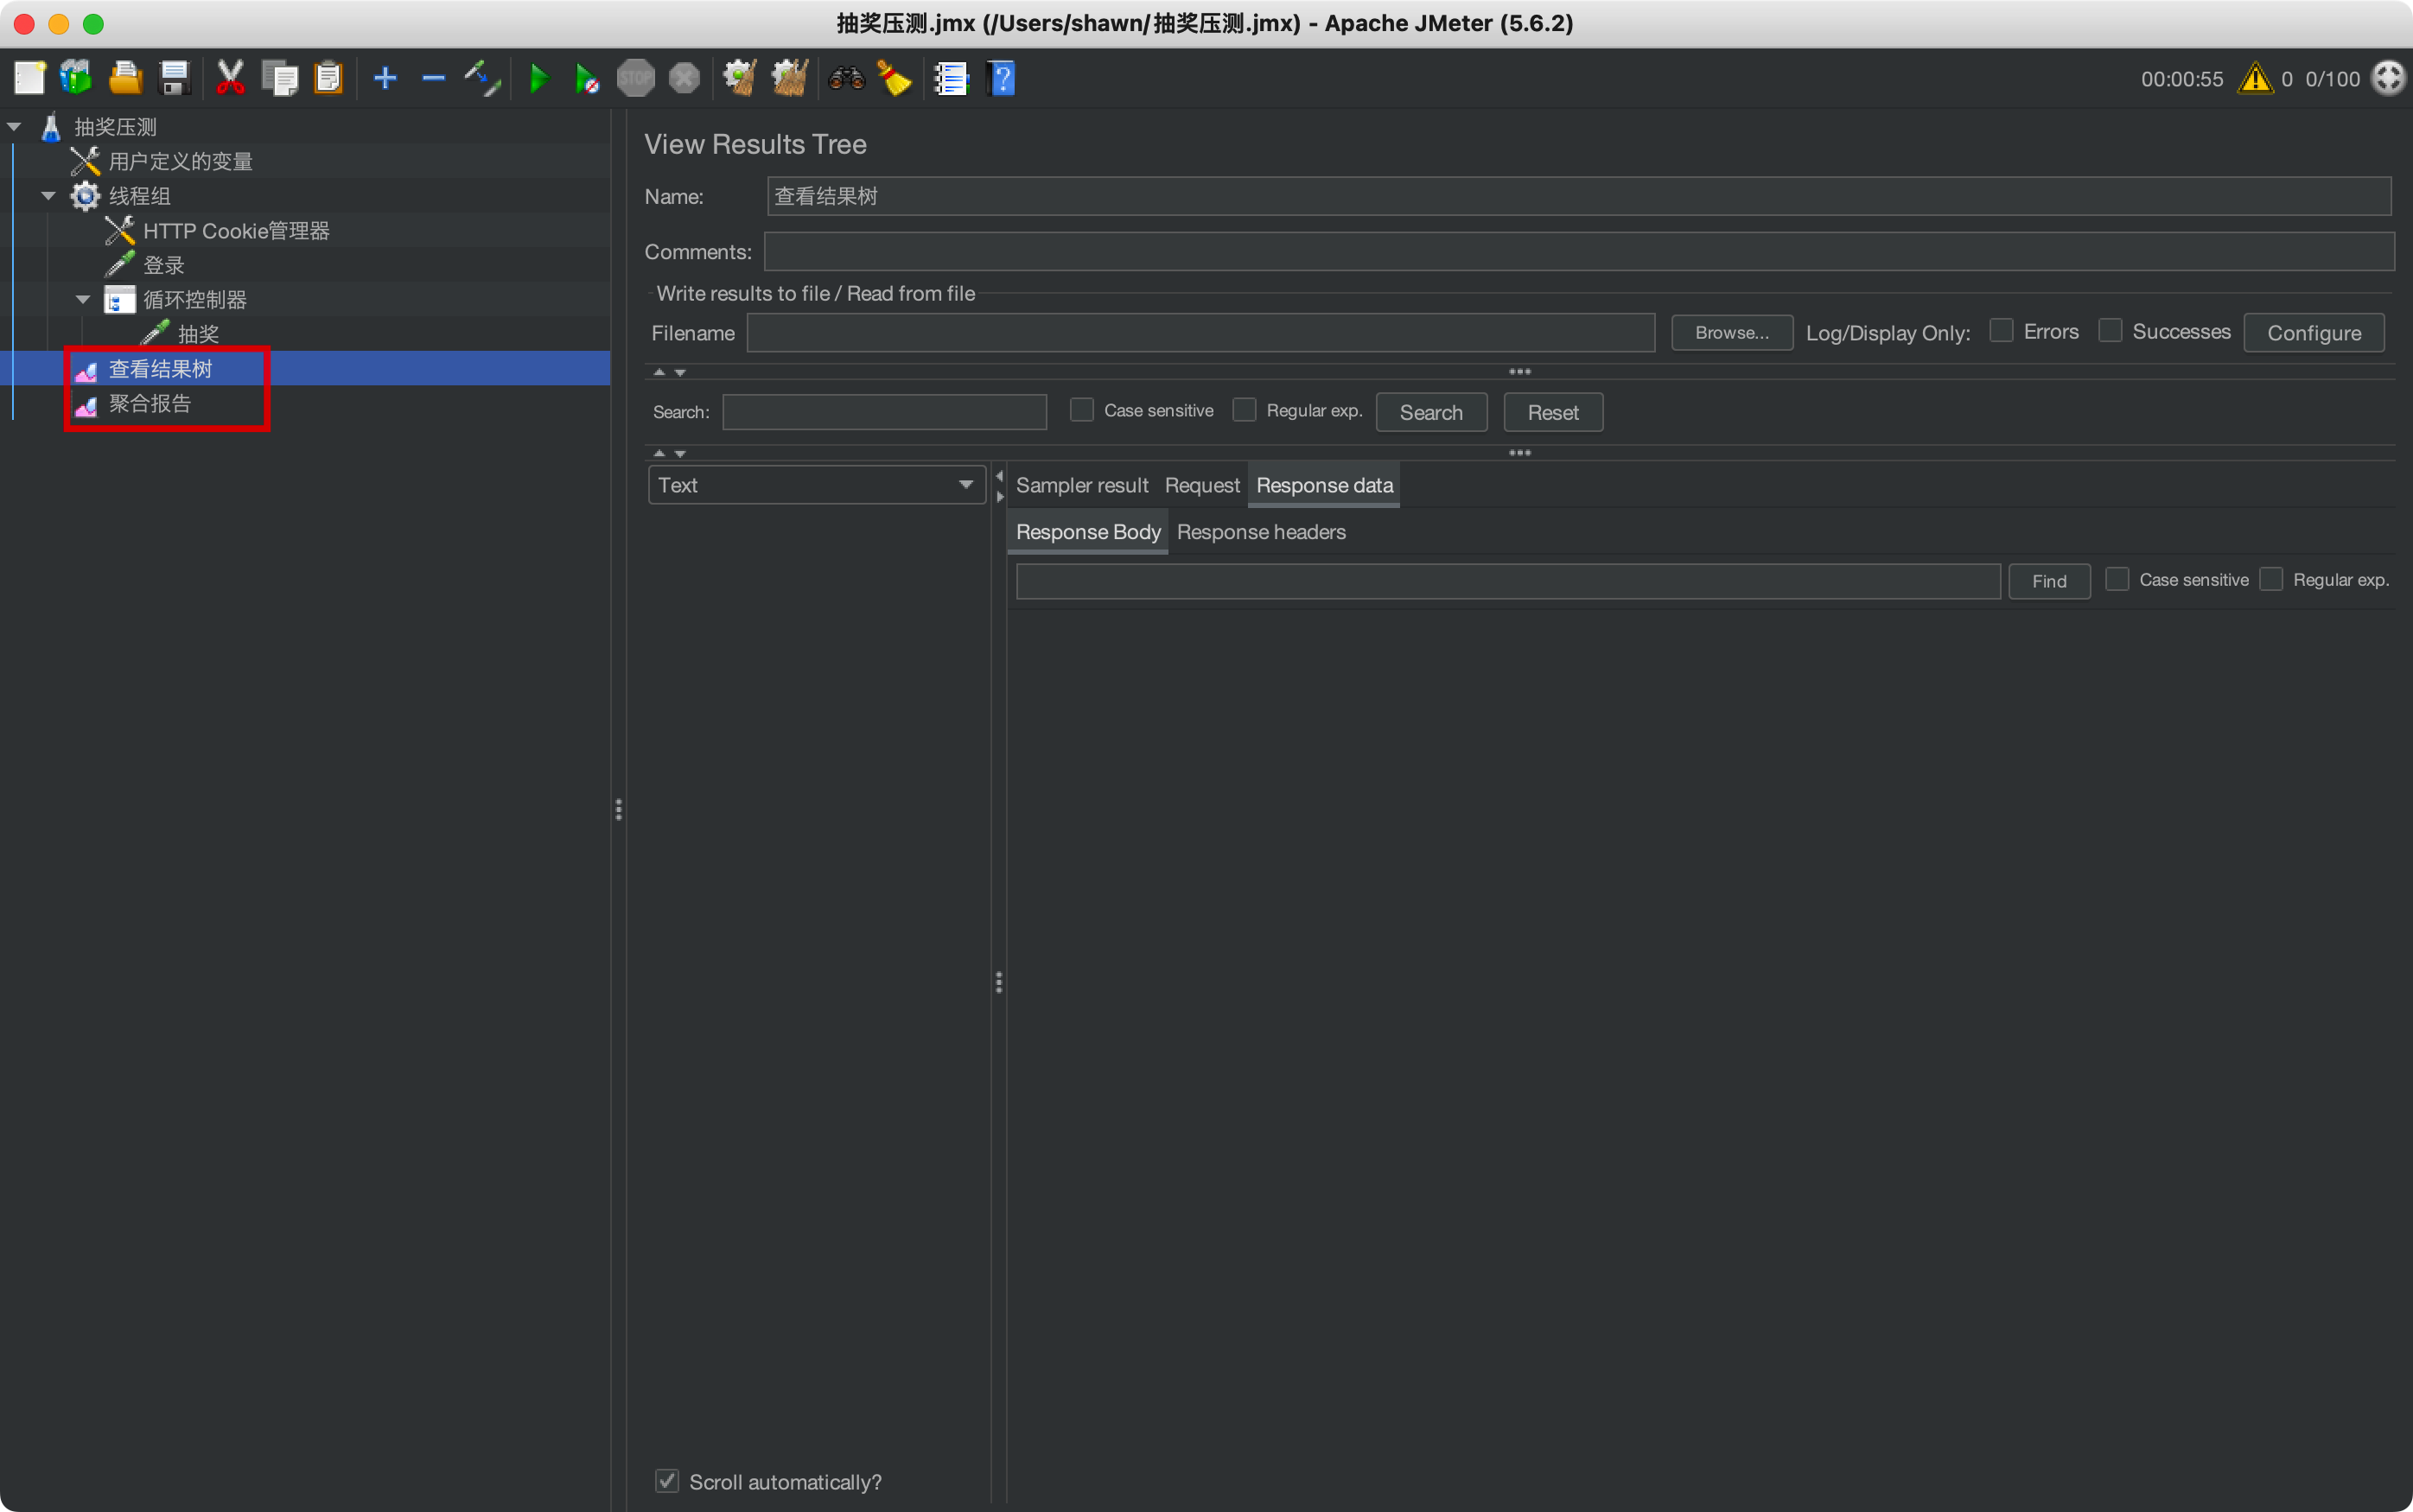 抽奖压测.jmx (/Users/shawn/抽奖压测.jmx) - Apache JMeter (5.6.2)
STOP
00:00:55
0
0/100
抽奖压测
用户定义的变量
线程组
HTTP Cookie管理器
登录
循环控制器
抽奖
查看结果树
聚合报告
View Results Tree
Name: 查看结果树
Comments:
Write results to file / Read from file
Filename Browse... Log/Display Only: Errors Successes Configure
Search: Case sensitive Regular exp. Search Reset
Text
Sampler result Request Response data
Response Body Response headers
Find Case sensitive Regular exp.
Scroll automatically?